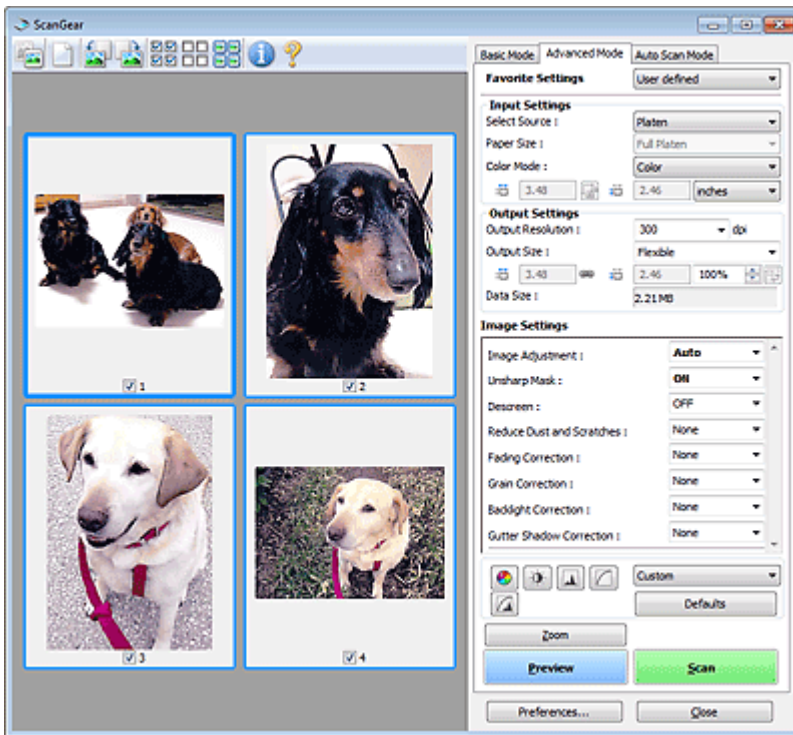 ScanGear
Basic Mode Advanced Mode Auto Scan Mode
Favorite Settings User defined
Input Settings
Select Source : Platen
Paper Size : Full Platen
Color Mode : Color
3.48 2.46 inches
Output Settings
Output Resolution : 300 dpi
Output Size : Flexible
3.48 2.46 100%
Data Size : 2.21MB
Image Settings
Image Adjustment : Auto
Unsharp Mask : ON
Descreen : OFF
Reduce Dust and Scratches : None
Fading Correction : None
Grain Correction : None
Backlight Correction : None
Gutter Shadow Correction : None
Custom
Defaults
Zoom
Preview Scan
Preferences... Close
1
2
3
4